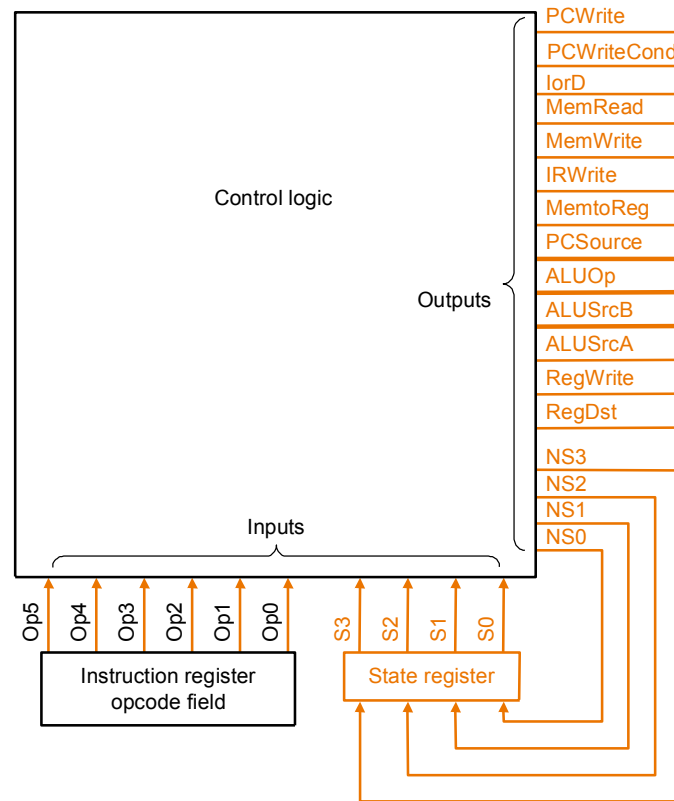 PCWrite
PCWriteCond
IorD
MemRead
MemWrite
IRWrite
Control logic
MemtoReg
PCSource
ALUOp
Outputs
ALUSrcB
ALUSrcA
RegWrite
RegDst
NS3
NS2
NS1
Inputs
NS0
Op5
Op4
Op3
Op2
Op1
Op0
S3
S2
S1
S0
Instruction register
opcode field
State register